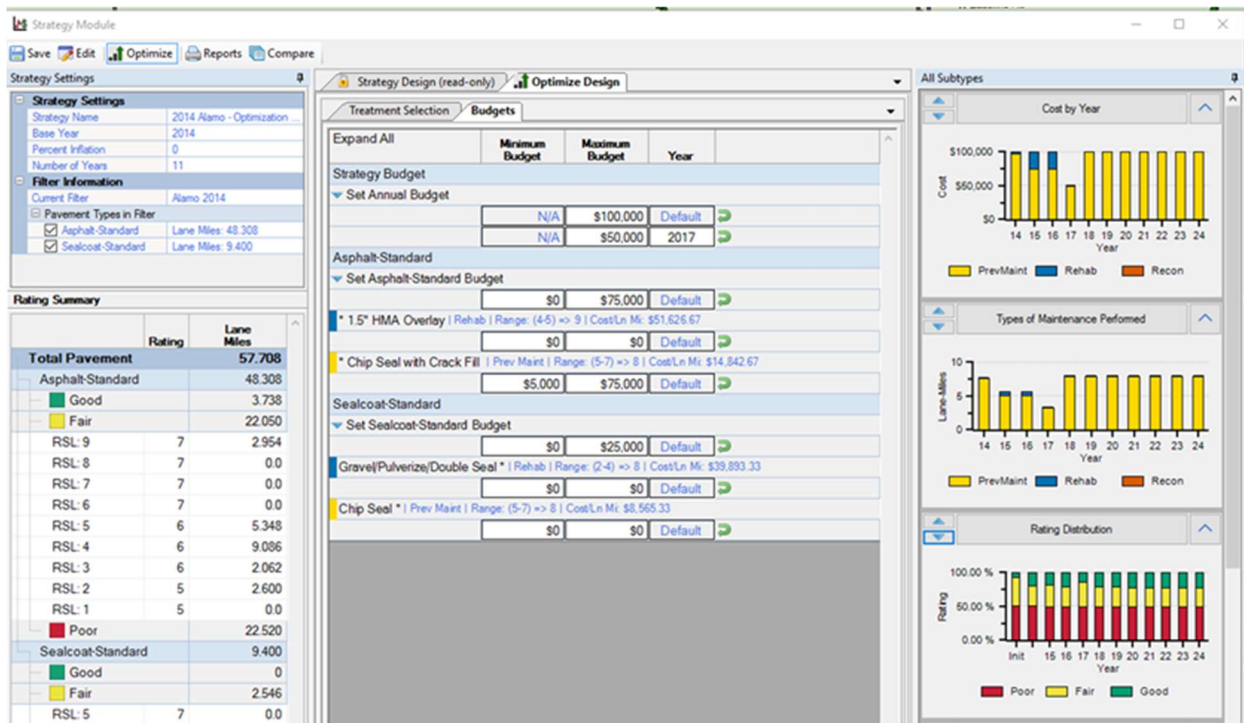 Strategy Module
Save Edit Optimize Reports Compare
Strategy Settings
Strategy Settings
Strategy Name 2014 Alamo - Optimization ...
Base Year 2014
Percent Inflation 0
Number of Years 11
Filter Information
Current Filter Alamo 2014
Pavement Types in Filter
Asphalt-Standard Lane Miles: 48.308
Sealcoat-Standard Lane Miles: 9.400
Rating Summary
Rating Lane Miles
Total Pavement 57.708
Asphalt-Standard 48.308
Good 3.738
Fair 22.050
RSL: 9 7 2.954
RSL: 8 7 0.0
RSL: 7 7 0.0
RSL: 6 7 0.0
RSL: 5 6 5.348
RSL: 4 6 9.086
RSL: 3 6 2.062
RSL: 2 5 2.600
RSL: 1 5 0.0
Poor 22.520
Sealcoat-Standard 9.400
Good 0
Fair 2.546
RSL: 5 7 0.0
Strategy Design (read-only) Optimize Design
Treatment Selection Budgets
Expand All Minimum Budget Maximum Budget Year
Strategy Budget
Set Annual Budget
N/A $100,000 Default
N/A $50,000 2017
Asphalt-Standard
Set Asphalt-Standard Budget
$0 $75,000 Default
* 1.5" HMA Overlay | Rehab | Range: (4-5) => 9 | Cost/Ln Mi: $51,626.67
$0 $0 Default
* Chip Seal with Crack Fill | Prev Maint | Range: (5-7) => 8 | Cost/Ln Mi: $14,842.67
$5,000 $75,000 Default
Sealcoat-Standard
Set Sealcoat-Standard Budget
$0 $25,000 Default
Gravel/Pulverize/Double Seal * | Rehab | Range: (2-4) => 8 | Cost/Ln Mi: $39,893.33
$0 $0 Default
Chip Seal * | Prev Maint | Range: (5-7) => 8 | Cost/Ln Mi: $8,565.33
$0 $0 Default
All Subtypes
Cost by Year
Cost
$100,000
$50,000
$0
14 15 16 17 18 19 20 21 22 23 24
Year
PrevMaint Rehab Recon
Types of Maintenance Performed
Lane-Miles
10
5
0
14 15 16 17 18 19 20 21 22 23 24
Year
PrevMaint Rehab Recon
Rating Distribution
Rating
100.00 %
50.00 %
0.00 %
Init 15 16 17 18 19 20 21 22 23 24
Year
Poor Fair Good